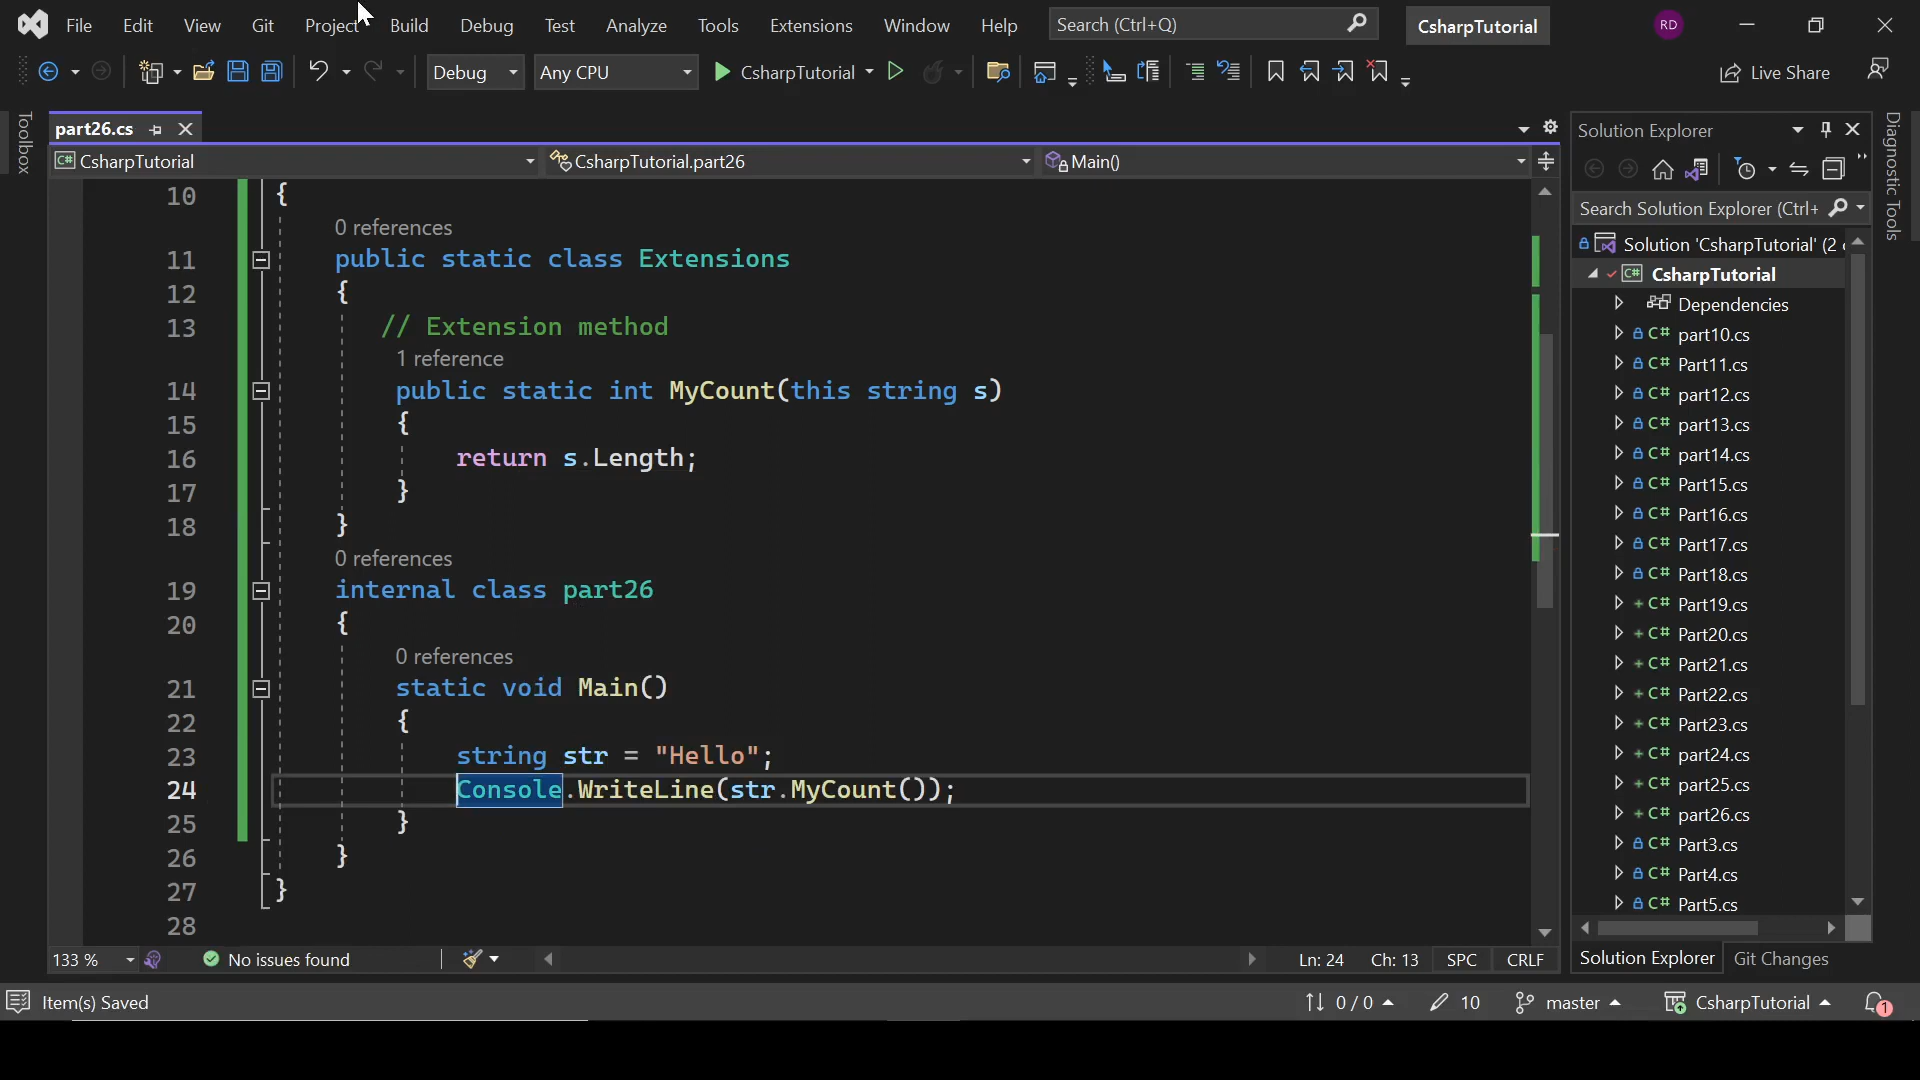 File Edit View Git Project Build Debug Test Analyze Tools Extensions Window Help Search (Ctrl+Q) CsharpTutorial RD
Debug Any CPU CsharpTutorial Live Share
Toolbox
part26.cs
CsharpTutorial CsharpTutorial.part26 Main()
10 {
0 references
11 public static class Extensions
12 {
13 // Extension method
1 reference
14 public static int MyCount(this string s)
15 {
16 return s.Length;
17 }
18 }
0 references
19 internal class part26
20 {
0 references
21 static void Main()
22 {
23 string str = "Hello";
24 Console.WriteLine(str.MyCount());
25 }
26 }
27 }
28
133 % No issues found Ln: 24 Ch: 13 SPC CRLF
Solution Explorer
Search Solution Explorer (Ctrl+
Solution 'CsharpTutorial' (2
C# CsharpTutorial
Dependencies
C# part10.cs
C# Part11.cs
C# part12.cs
C# part13.cs
C# part14.cs
C# Part15.cs
C# Part16.cs
C# Part17.cs
C# Part18.cs
C# Part19.cs
C# Part20.cs
C# Part21.cs
C# Part22.cs
C# Part23.cs
C# part24.cs
C# part25.cs
C# part26.cs
C# Part3.cs
C# Part4.cs
C# Part5.cs
Solution Explorer Git Changes
Diagnostic Tools
Item(s) Saved 0 / 0 10 master CsharpTutorial 1